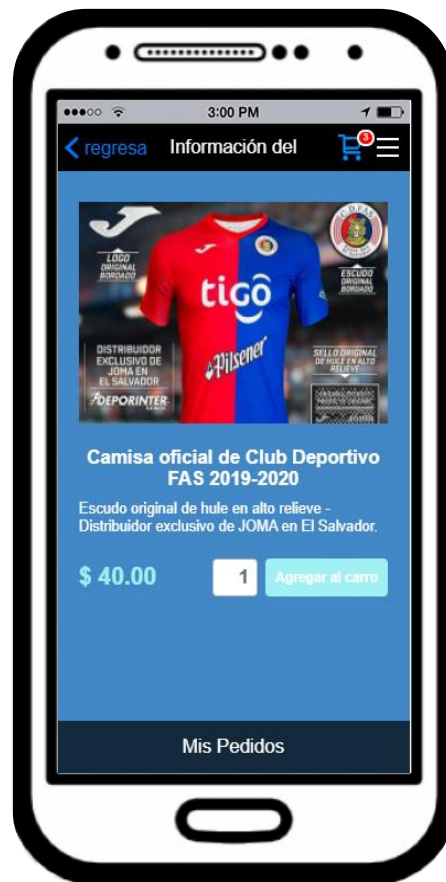 3:00 PM
regresa
Información del
3
LOGO
ORIGINAL
BORDADO
C.D. FAS
ESCUDO
ORIGINAL
BORDADO
tigo
Pilsener
DISTRIBUIDOR
EXCLUSIVO DE
JOMA EN
EL SALVADOR
DEPORINTER
SELLO ORIGINAL
DE HULE EN ALTO
RELIEVE
Camisa oficial de Club Deportivo
FAS 2019-2020
Escudo original de hule en alto relieve -
Distribuidor exclusivo de JOMA en El Salvador.
$ 40.00
1
Agregar al carro
Mis Pedidos